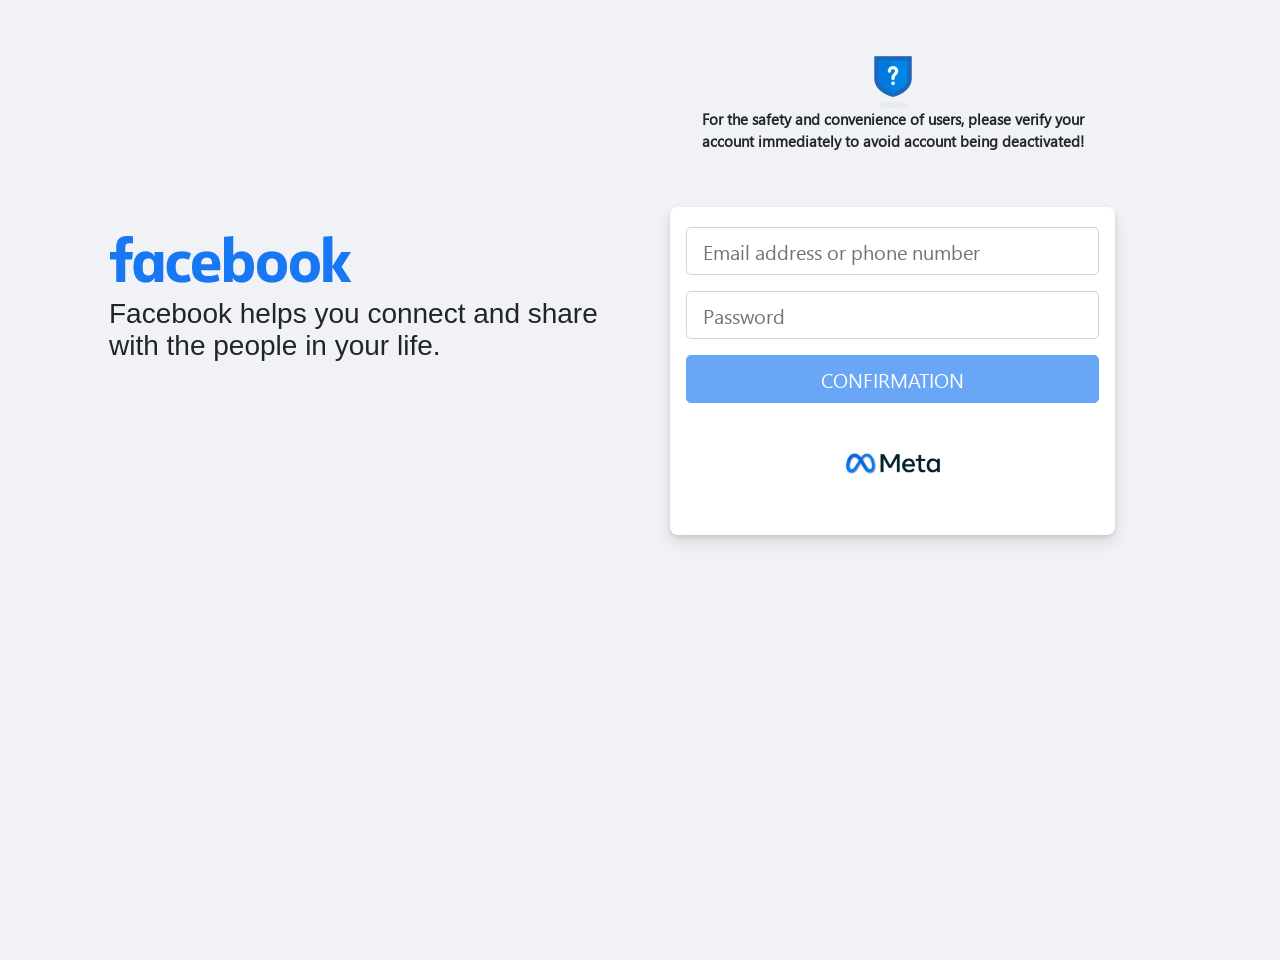 For the safety and convenience of users, please verify your
account immediately to avoid account being deactivated!
facebook
Facebook helps you connect and share
with the people in your life.
Email address or phone number
Password
CONFIRMATION
Meta